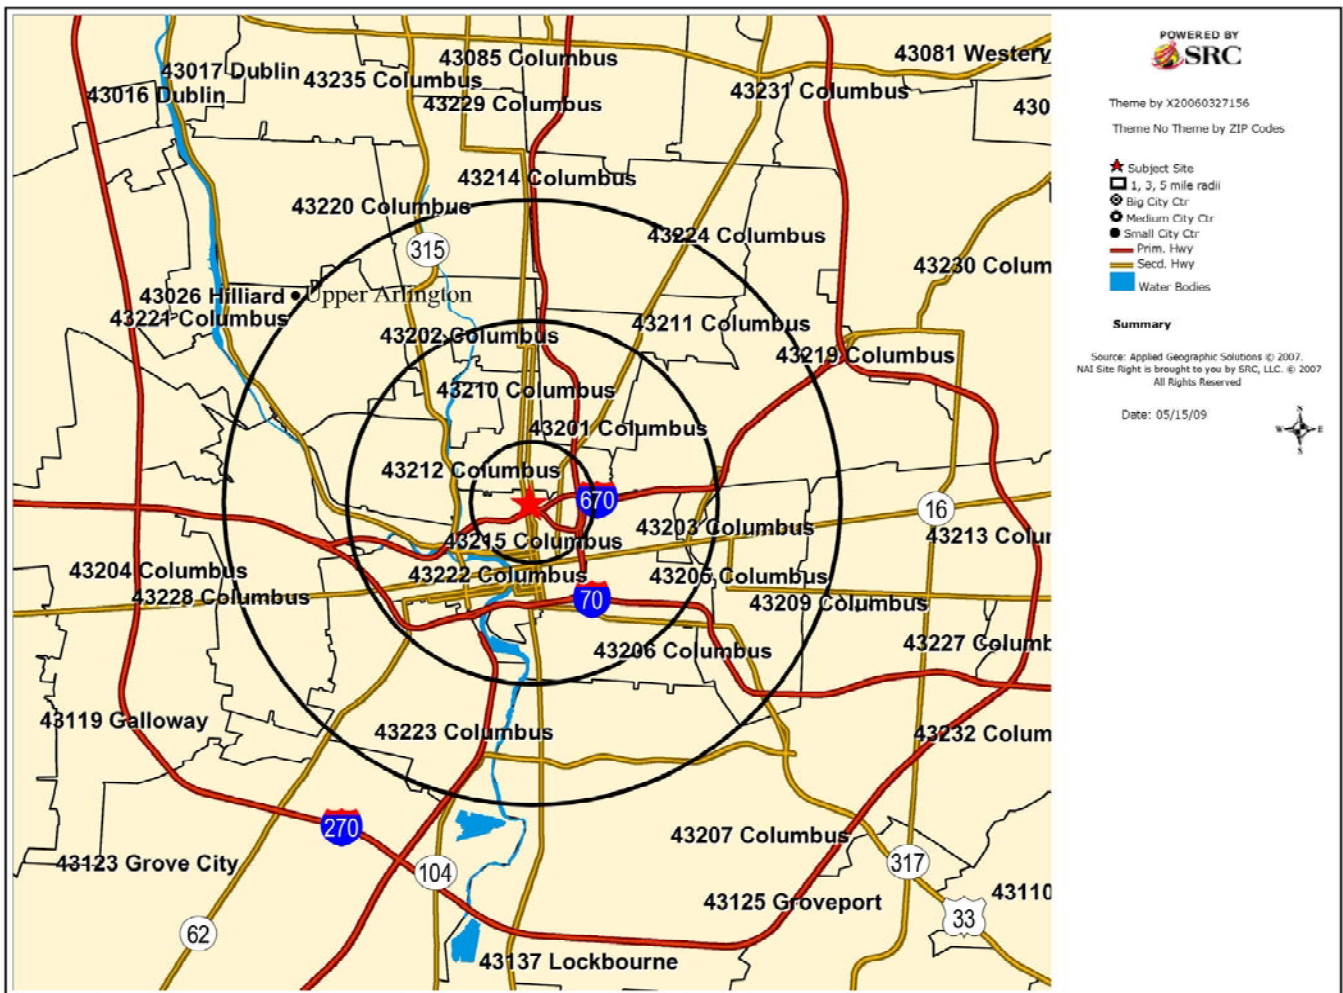 43085 Columbus
43081 Western
43017 Dublin
43235 Columbus
43016 Dublin
43229 Columbus
43231 Columbus
430
43214 Columbus
43220 Columbus
43224 Columbus
315
43230 Colum
43026 Hilliard
Upper Arlington
43221 Columbus
43211 Columbus
43202 Columbus
43219 Columbus
43210 Columbus
43201 Columbus
43212 Columbus
670
16
43203 Columbus
43213 Colu
43215 Columbus
43204 Columbus
43222 Columbus
43205 Columbus
43228 Columbus
70
43209 Columbus
43206 Columbus
43227 Columb
43119 Galloway
43223 Columbus
43232 Colum
270
43207 Columbus
43123 Grove City
104
317
43125 Groveport
43110
62
33
43137 Lockbourne
POWERED BY
SRC
Theme by X20060327156
Theme No Theme by ZIP Codes
Subject Site
1, 3, 5 mile radii
Big City Ctr
Medium City Ctr
Small City Ctr
Prim. Hwy
Secd. Hwy
Water Bodies
Summary
Source: Applied Geographic Solutions © 2007.
NAI Site Right is brought to you by SRC, LLC. © 2007
All Rights Reserved
Date: 05/15/09
N
W E
S